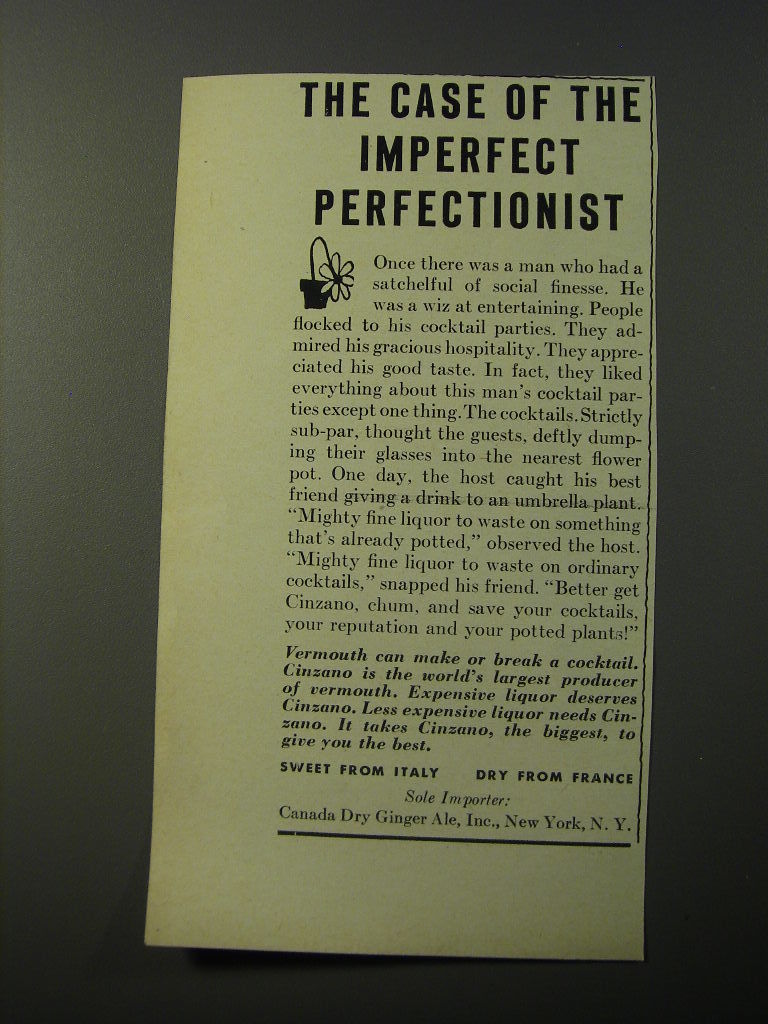 THE CASE OF THE
IMPERFECT
PERFECTIONIST
Once there was a man who had a
satchelful of social finesse. He
was a wiz at entertaining. People
flocked to his cocktail parties. They ad-
mired his gracious hospitality. They appre-
ciated his good taste. In fact, they liked
everything about this man's cocktail par-
ties except one thing. The cocktails. Strictly
sub-par, thought the guests, deftly dump-
ing their glasses into the nearest flower
pot. One day, the host caught his best
friend giving a drink to an umbrella plant.
"Mighty fine liquor to waste on something
that's already potted," observed the host.
"Mighty fine liquor to waste on ordinary
cocktails," snapped his friend. "Better get
Cinzano, chum, and save your cocktails,
your reputation and your potted plants!"
Vermouth can make or break a cocktail.
Cinzano is the world's largest producer
of vermouth. Expensive liquor deserves
Cinzano. Less expensive liquor needs Cin-
zano. It takes Cinzano, the biggest, to
give you the best.
SWEET FROM ITALY DRY FROM FRANCE
Sole Importer:
Canada Dry Ginger Ale, Inc., New York, N. Y.